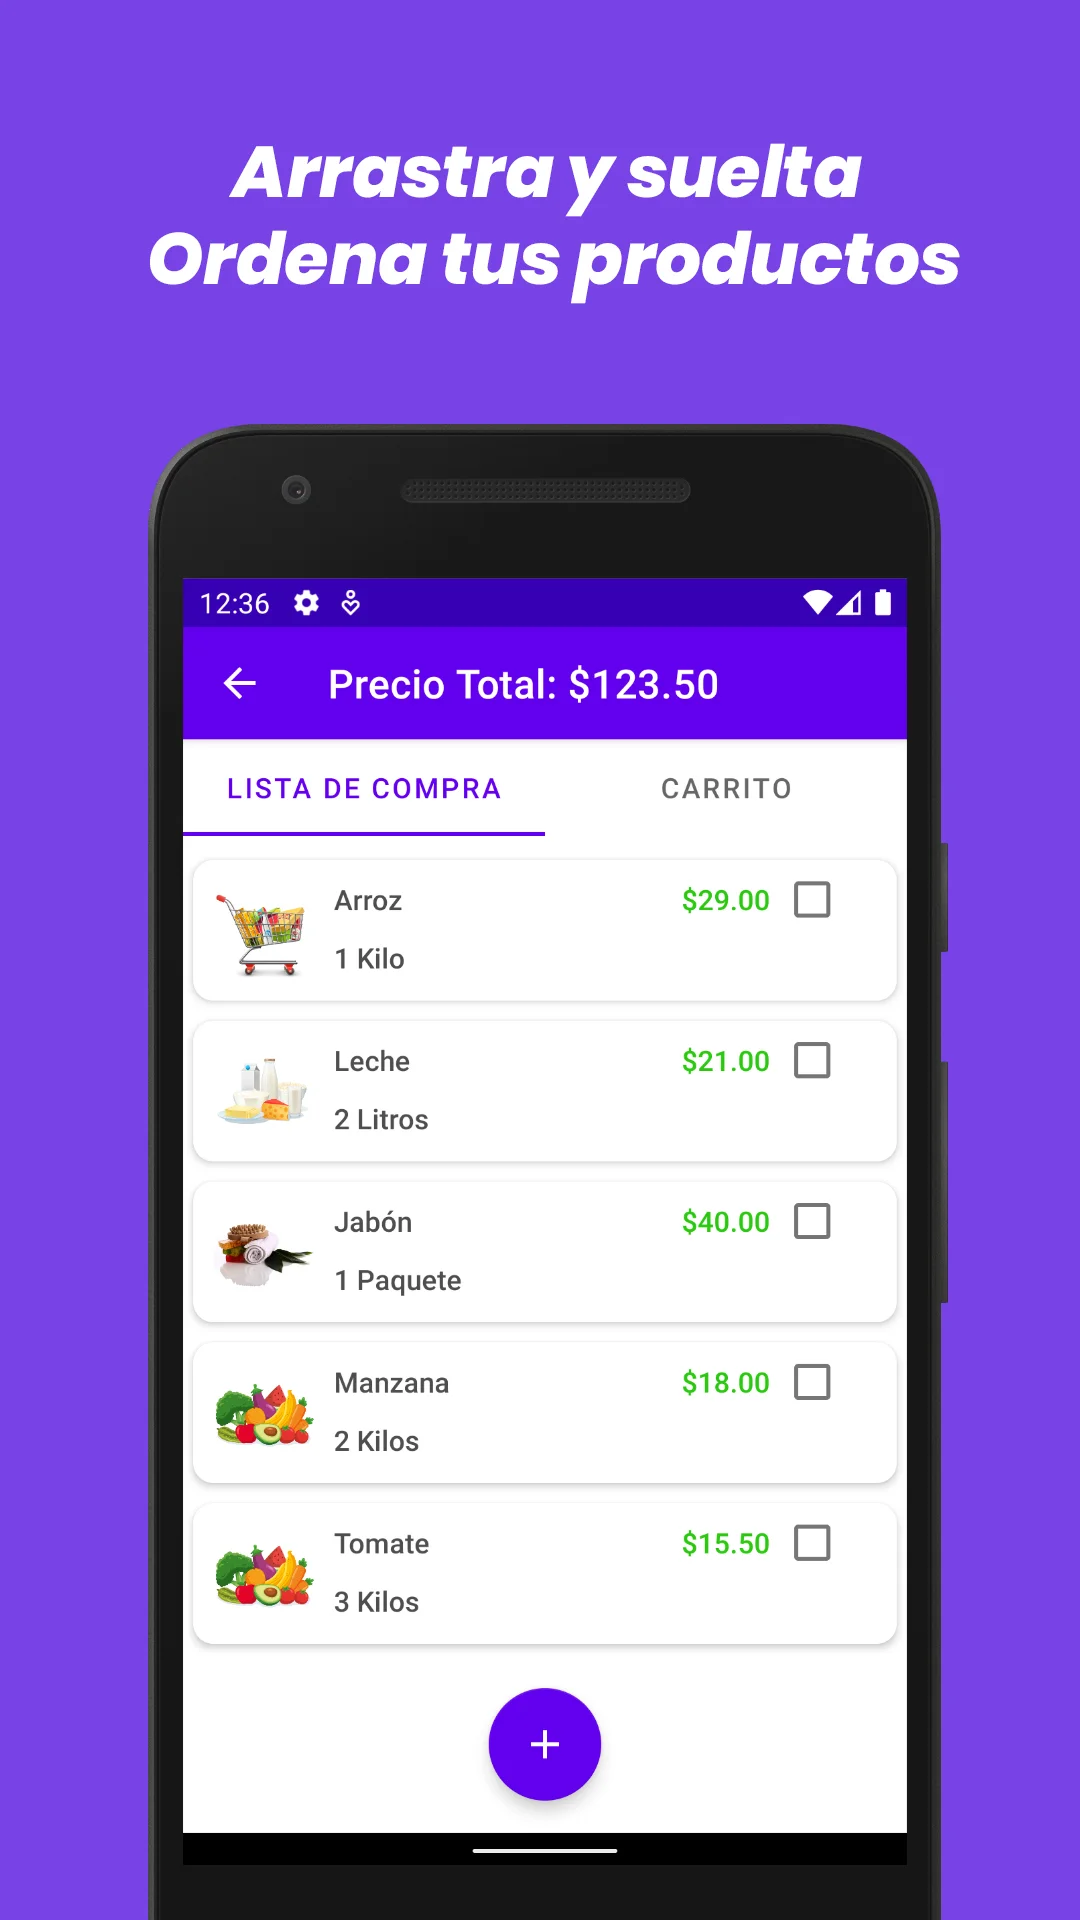 Arrastra y suelta
Ordena tus productos
12:36
Precio Total: $123.50
LISTA DE COMPRA CARRITO
Arroz $29.00
1 Kilo
Leche $21.00
2 Litros
Jabón $40.00
1 Paquete
Manzana $18.00
2 Kilos
Tomate $15.50
3 Kilos
+